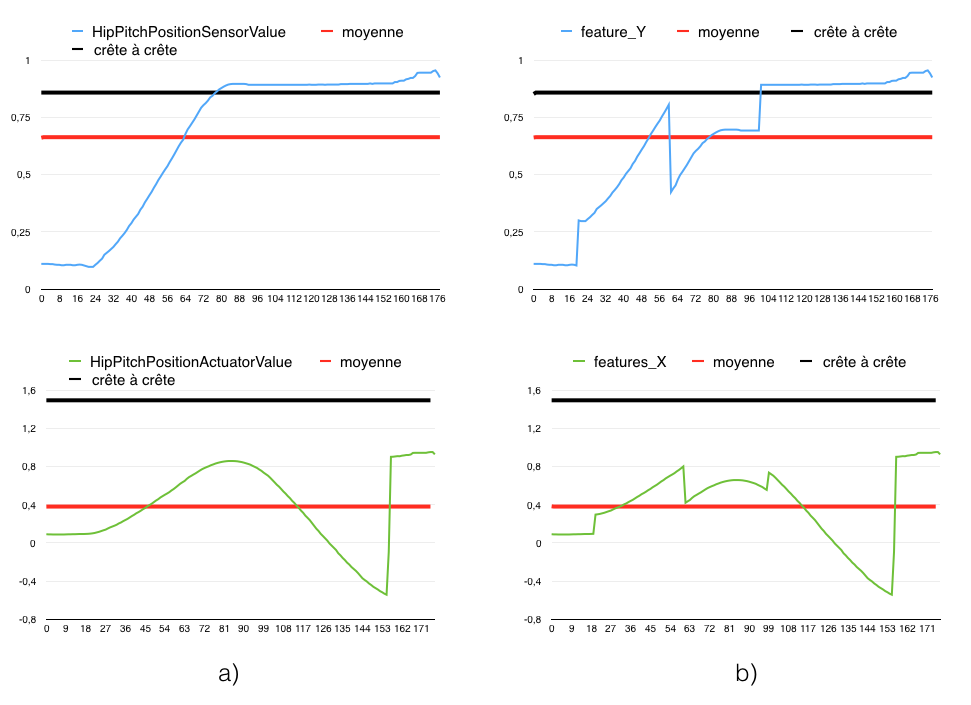 HipPitchPositionSensorValue moyenne
crête à crête
1
0,75
0,5
0,25
0
0 8 16 24 32 40 48 56 64 72 80 88 96 104 112 120 128 136 144 152 160 168 176
feature_Y moyenne crête à crête
1
0,75
0,5
0,25
0
0 8 16 24 32 40 48 56 64 72 80 88 96 104 112 120 128 136 144 152 160 168 176
HipPitchPositionActuatorValue moyenne
crête à crête
1,6
1,2
0,8
0,4
0
-0,4
-0,8
0 9 18 27 36 45 54 63 72 81 90 99 108 117 126 135 144 153 162 171
features_X moyenne crête à crête
1,6
1,2
0,8
0,4
0
-0,4
-0,8
0 9 18 27 36 45 54 63 72 81 90 99 108 117 126 135 144 153 162 171
a) b)